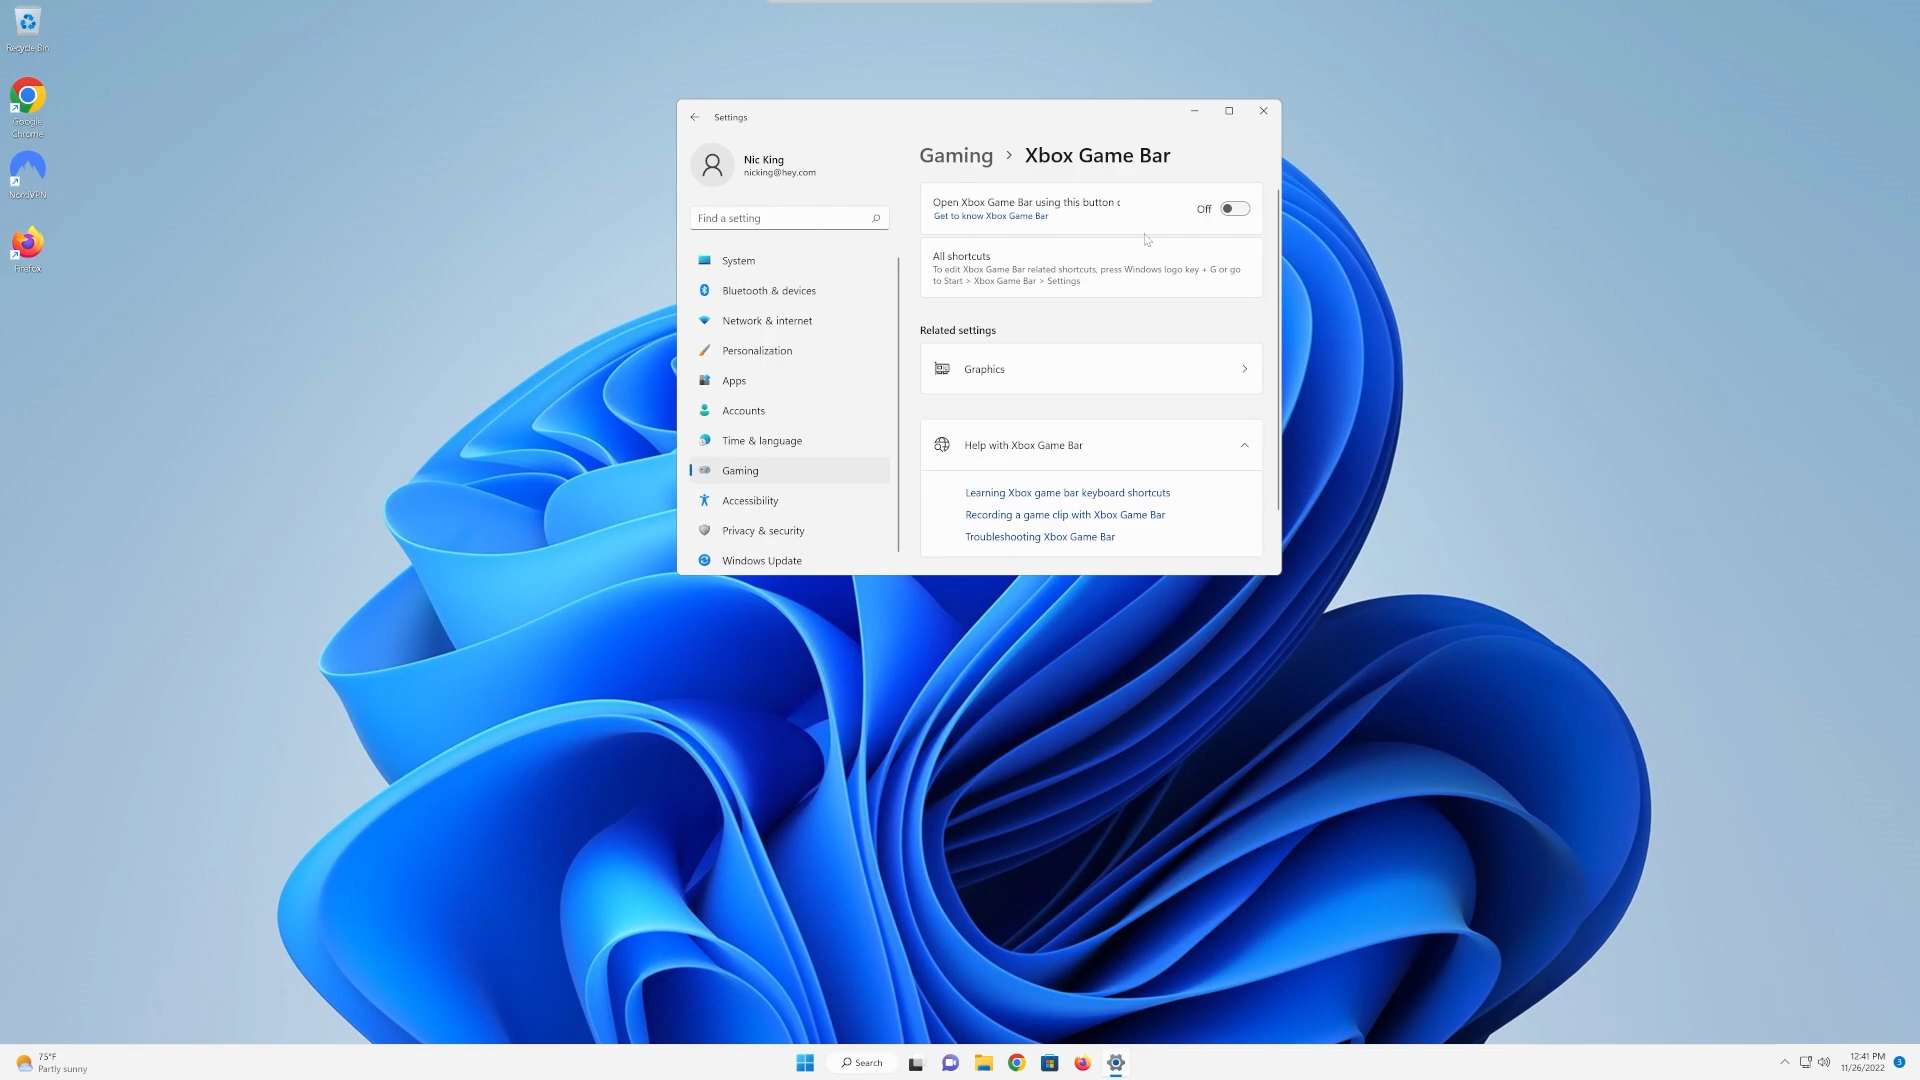 Recycle Bin
Google
Chrome
NordVPN
Firefox
Settings
Nic King
nicking@hey.com
Find a setting
System
Bluetooth & devices
Network & internet
Personalization
Apps
Accounts
Time & language
Gaming
Accessibility
Privacy & security
Windows Update
Gaming > Xbox Game Bar
Open Xbox Game Bar using this button c
Off
Get to know Xbox Game Bar
All shortcuts
To edit Xbox Game Bar related shortcuts, press Windows logo key + G or go
to Start > Xbox Game Bar > Settings
Related settings
Graphics
Help with Xbox Game Bar
Learning Xbox game bar keyboard shortcuts
Recording a game clip with Xbox Game Bar
Troubleshooting Xbox Game Bar
75°F
Partly sunny
Search
12:41 PM
11/26/2022
3